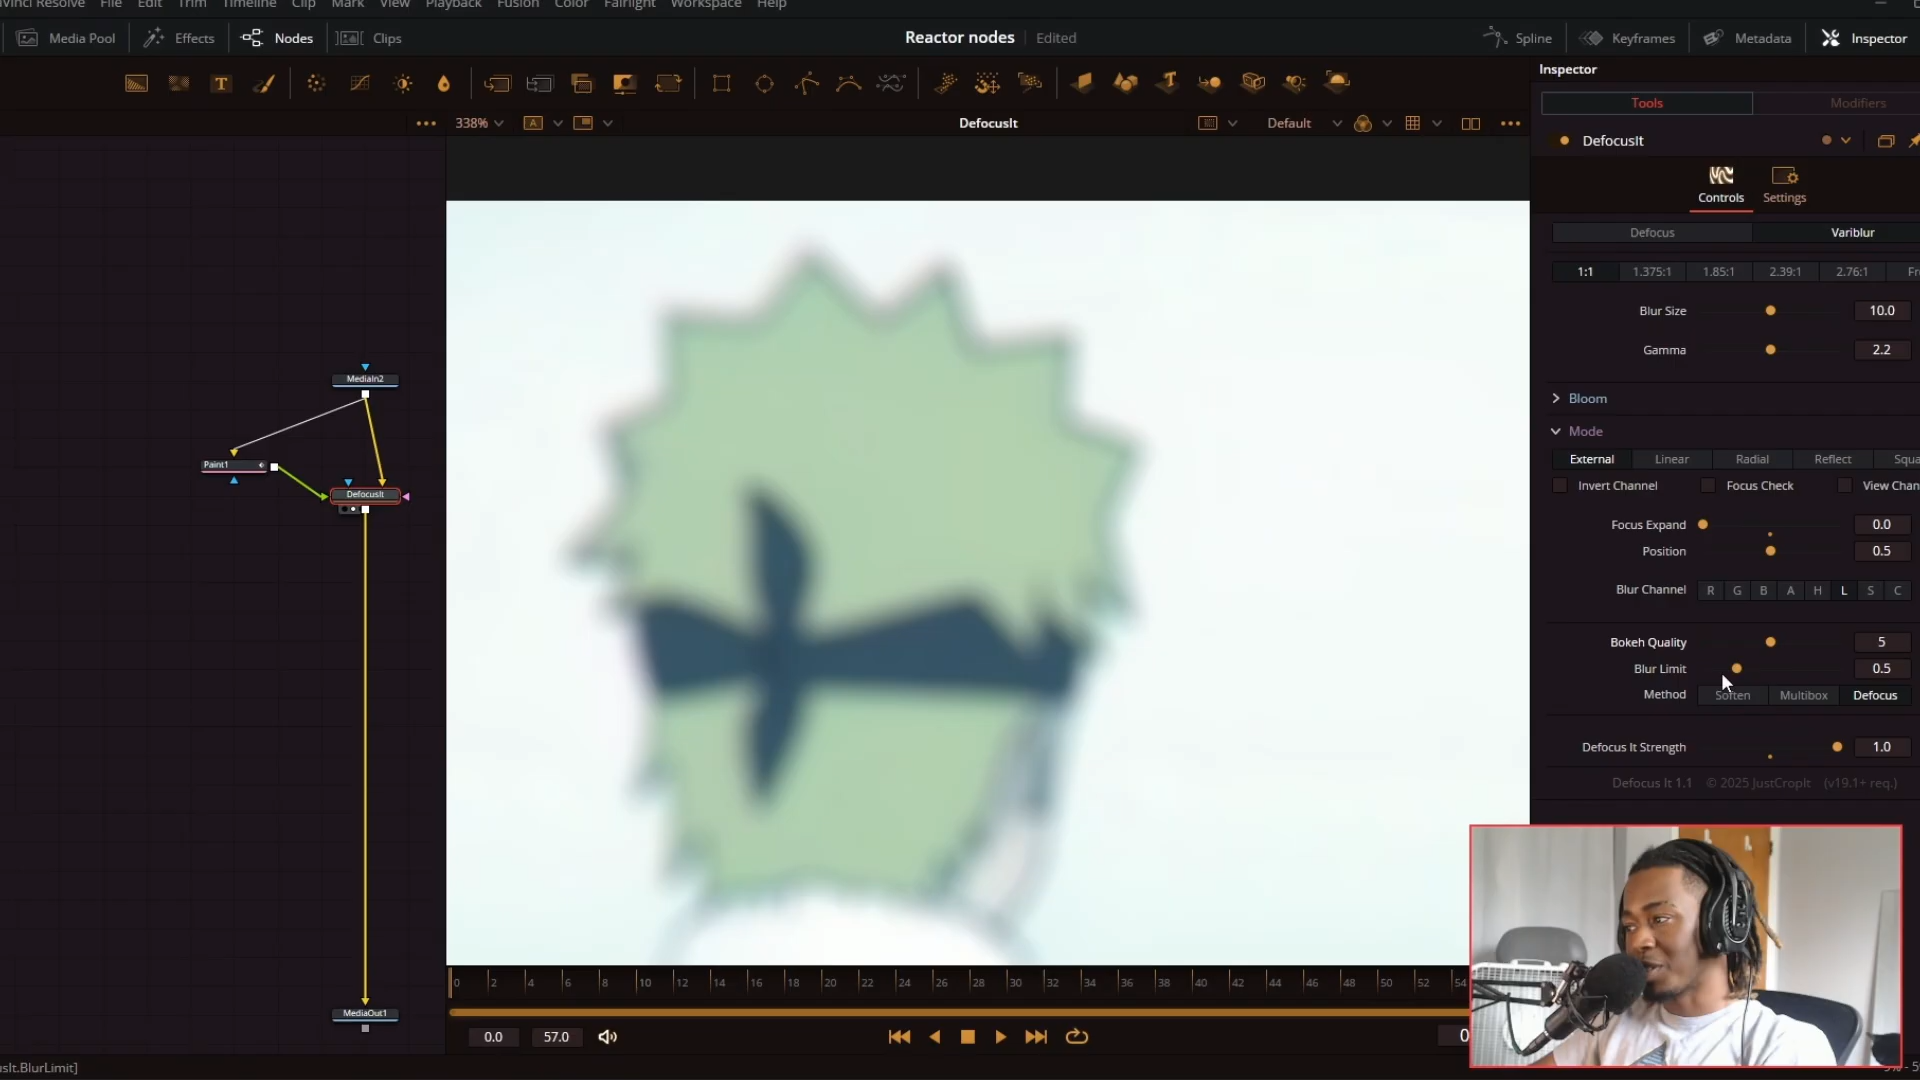 Vinci Resolve File Edit Trim Timeline Clip Mark View Playback Fusion Color Fairlight Workspace Help
Media Pool Effects Nodes Clips Reactor nodes Edited Spline Keyframes Metadata Inspector
Inspector
Tools Modifiers
338% A DefocusIt Default
DefocusIt
Controls Settings
Defocus Variblur
1:1 1.375:1 1.85:1 2.39:1 2.76:1 Fr
Blur Size 10.0
Gamma 2.2
Bloom
Mode
External Linear Radial Reflect Squa
Invert Channel Focus Check View Chan
Focus Expand 0.0
Position 0.5
Blur Channel R G B A H L S C
Bokeh Quality 5
Blur Limit 0.5
Method Soften Multibox Defocus
Defocus It Strength 1.0
Defocus It 1.1 © 2025 JustCropIt (v19.1+ req.)
MediaIn2
Paint1
DefocusIt
MediaOut1
0 2 4 6 8 10 12 14 16 18 20 22 24 26 28 30 32 34 36 38 40 42 44 46 48 50 52 54
0.0 57.0 0
usIt.BlurLimit]